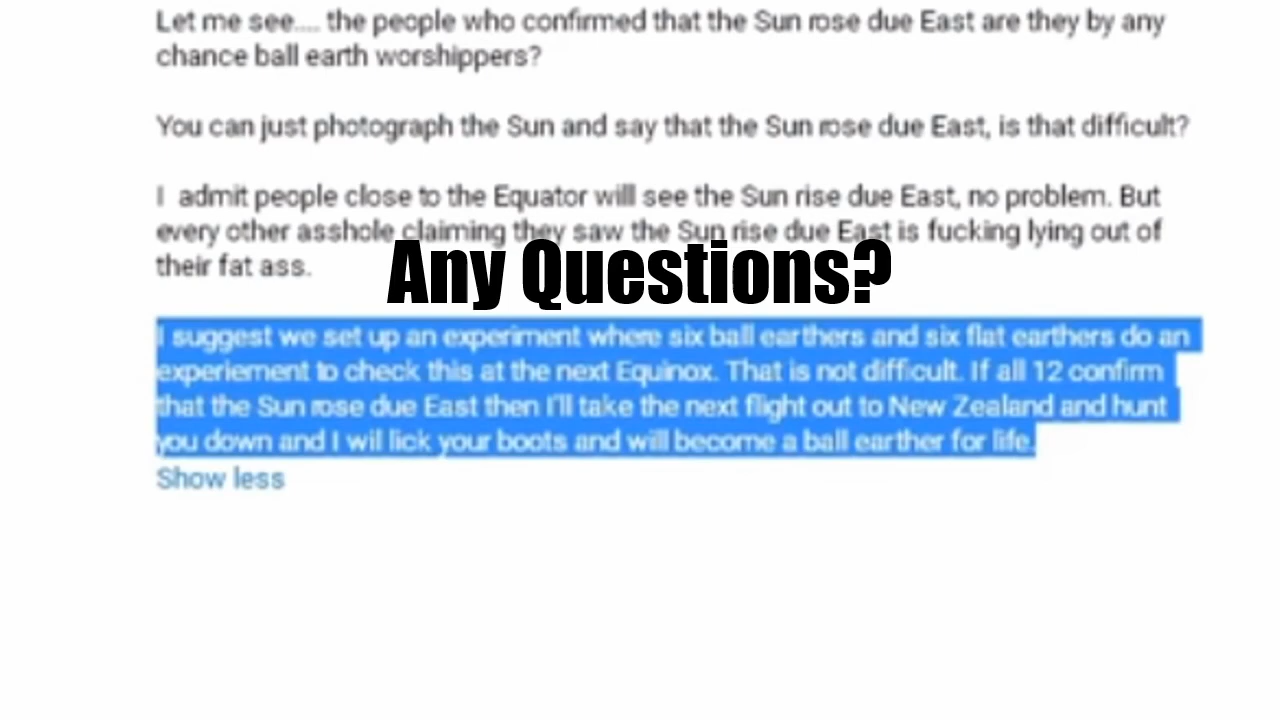 Let me see.... the people who confirmed that the Sun rose due East are they by any
chance ball earth worshippers?
You can just photograph the Sun and say that the Sun rose due East, is that difficult?
I admit people close to the Equator will see the Sun rise due East, no problem. But
every other asshole claiming they saw the Sun rise due East is fucking lying out of
their fat ass.
Any Questions?
I suggest we set up an experiment where six ball earthers and six flat earthers do an
experiement to check this at the next Equinox. That is not difficult. If all 12 confirm
that the Sun rose due East then I'll take the next flight out to New Zealand and hunt
you down and I wil lick your boots and will become a ball earther for life.
Show less